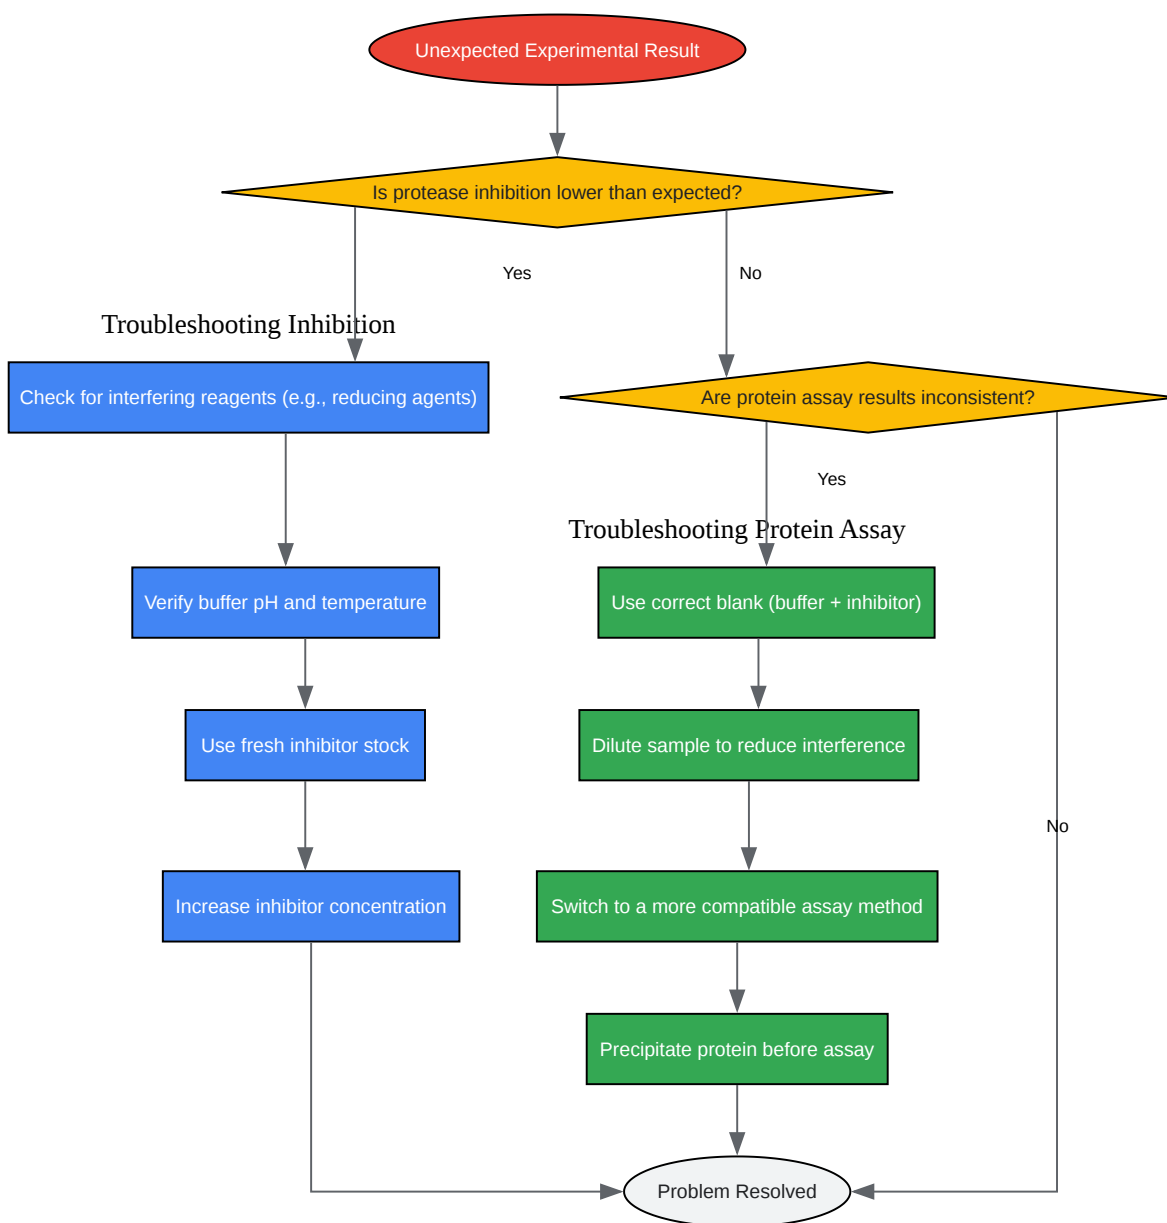 Unexpected Experimental Result
Is protease inhibition lower than expected?
Yes
No
Troubleshooting Inhibition
Check for interfering reagents (e.g., reducing agents)
Are protein assay results inconsistent?
Yes
Troubleshooting Protein Assay
Verify buffer pH and temperature
Use correct blank (buffer + inhibitor)
Use fresh inhibitor stock
Dilute sample to reduce interference
No
Increase inhibitor concentration
Switch to a more compatible assay method
Precipitate protein before assay
Problem Resolved